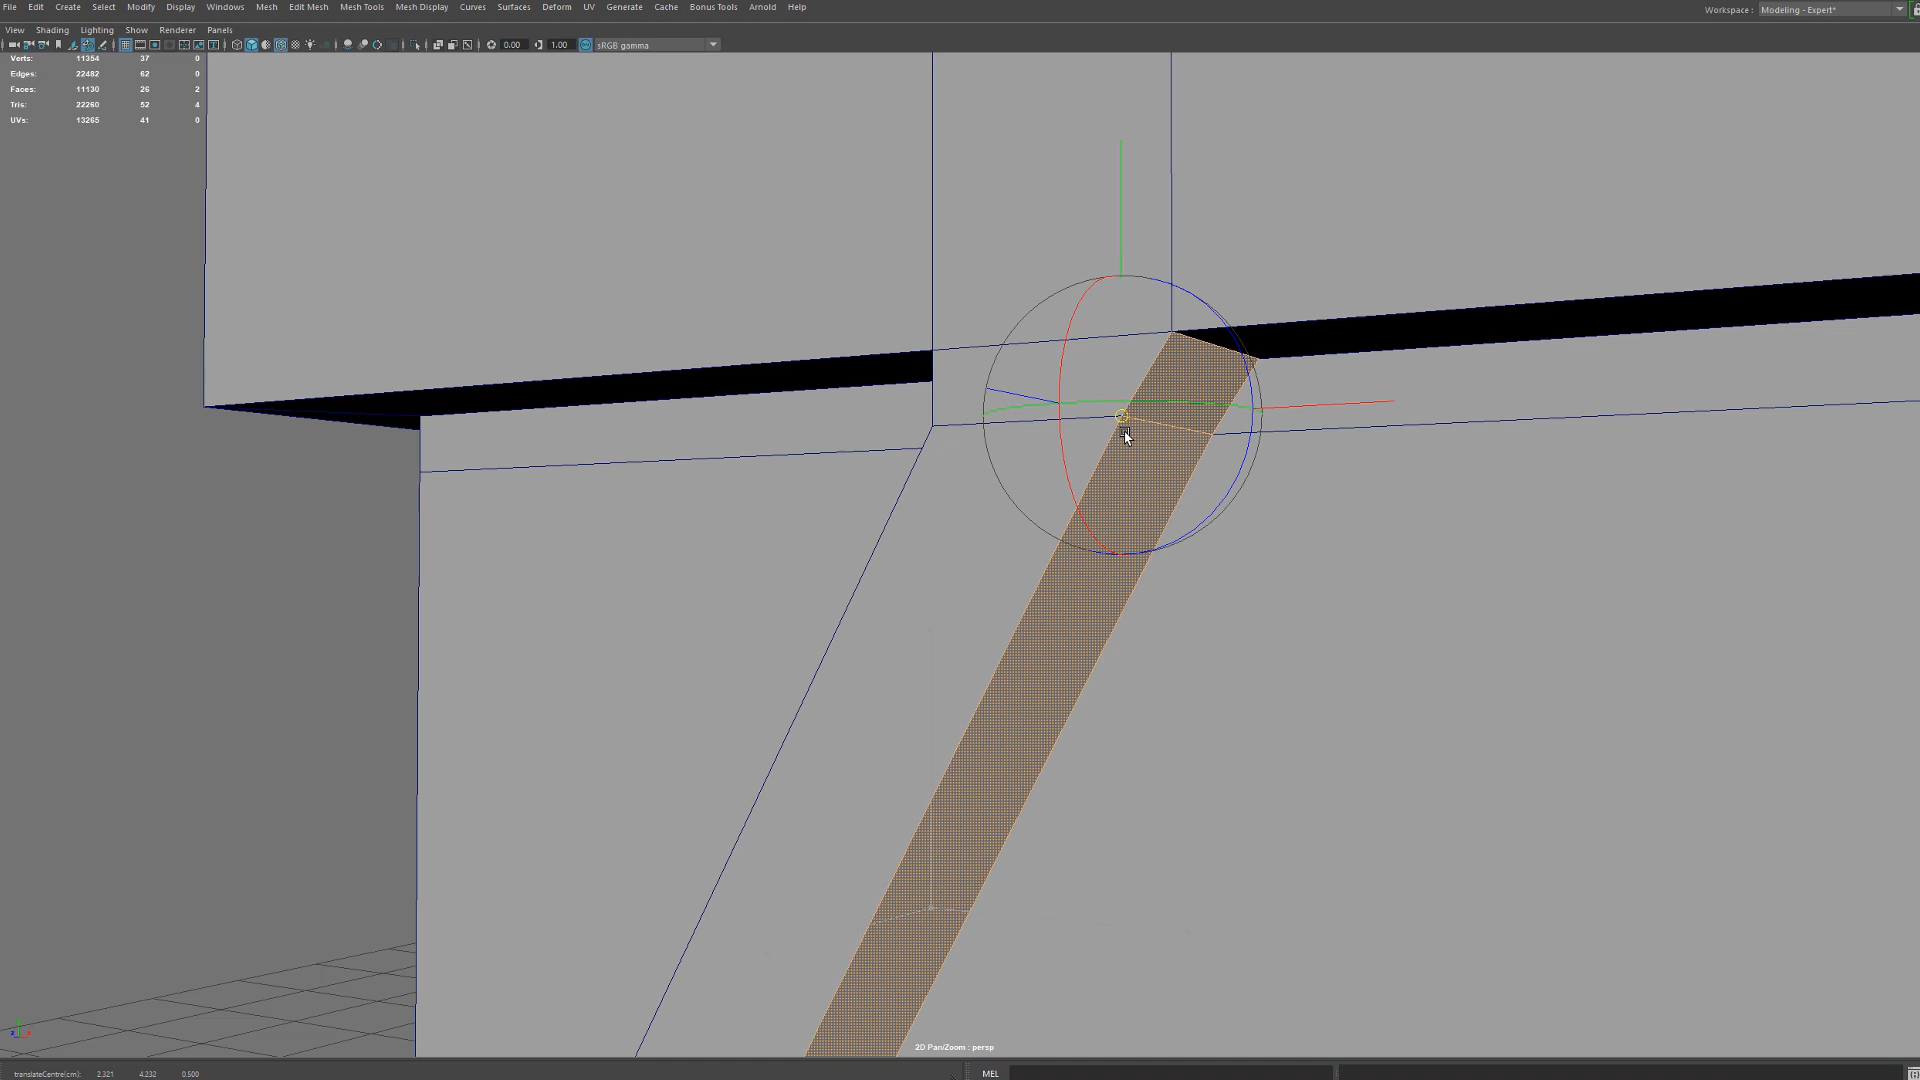 File Edit Create Select Modify Display Windows Mesh Edit Mesh Mesh Tools Mesh Display Curves Surfaces Deform UV Generate Cache Bonus Tools Arnold Help Workspace : Modeling - Expert*
View Shading Lighting Show Renderer Panels
0.00 1.00 sRGB gamma
Verts: 11354 37 0
Edges: 22482 62 0
Faces: 11130 26 2
Tris: 22260 52 4
UVs: 13265 41 0
2D Pan/Zoom : persp
translateCentre(cm): 2.321 4.232 0.500 MEL